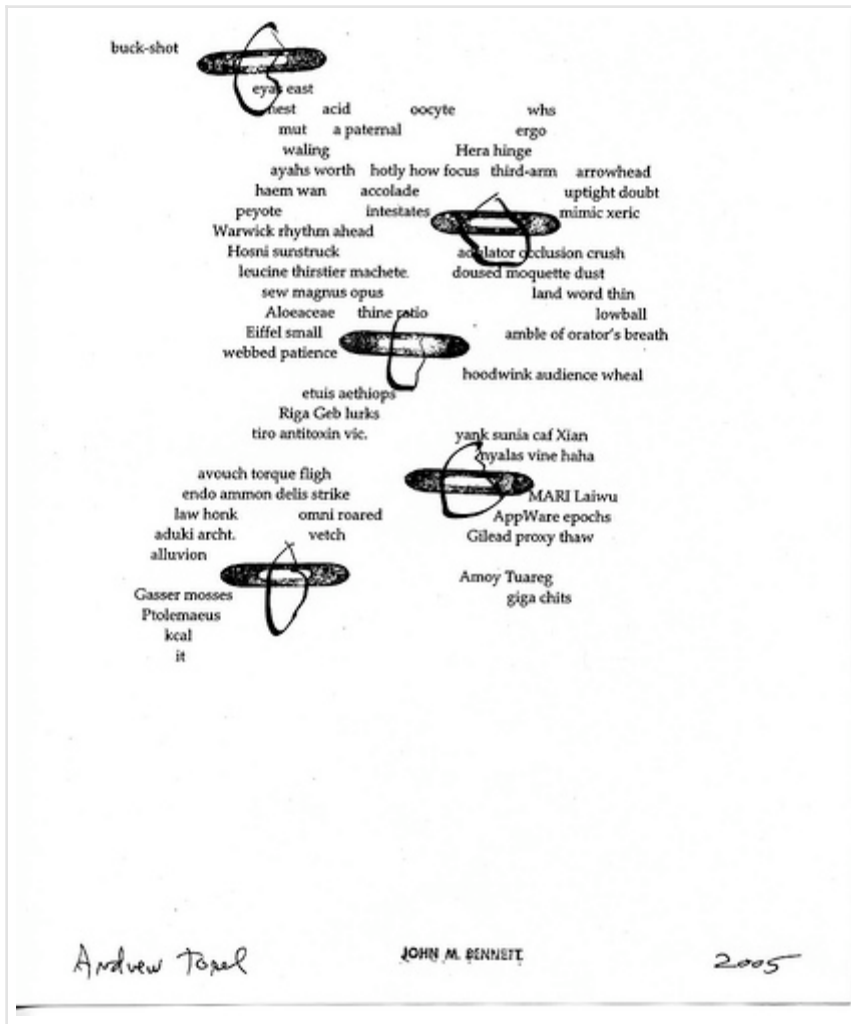 buck-shot
eyas east
nest acid oocyte whs
mut a paternal ergo
waling Hera hinge
ayahs worth hotly how focus third-arm arrowhead
haem wan accolade uptight doubt
peyote intestates mimic xeric
Warwick rhythm ahead
Hosni sunstruck adulator occlusion crush
leucine thirstier machete. doused moquette dust
sew magnus opus land word thin
Aloeaceae thine ratio lowball
Eiffel small amble of orator's breath
webbed patience
hoodwink audience wheal
etuis aethiops
Riga Geb lurks
tiro antitoxin vic. yank sunia caf Xian
nyalas vine haha
avouch torque fligh
endo ammon delis strike MARI Laiwu
law honk omni roared AppWare epochs
aduki archt. vetch Gilead proxy thaw
alluvion
Amoy Tuareg
Gasser mosses giga chits
Ptolemaeus
kcal
it
Andrew Topel JOHN M. BENNETT 2005